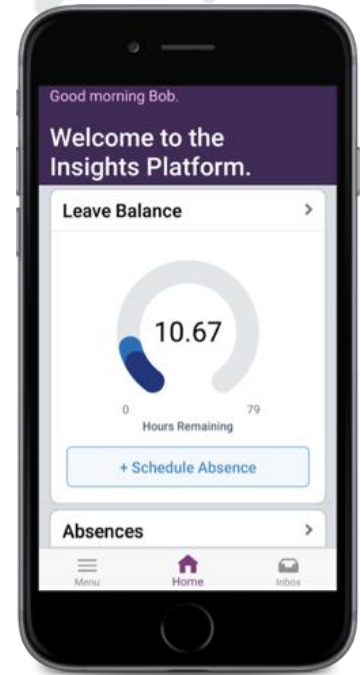 Good morning Bob.
Welcome to the
Insights Platform.
Leave Balance
10.67
0 79
Hours Remaining
+ Schedule Absence
Absences
Menu Home Inbox